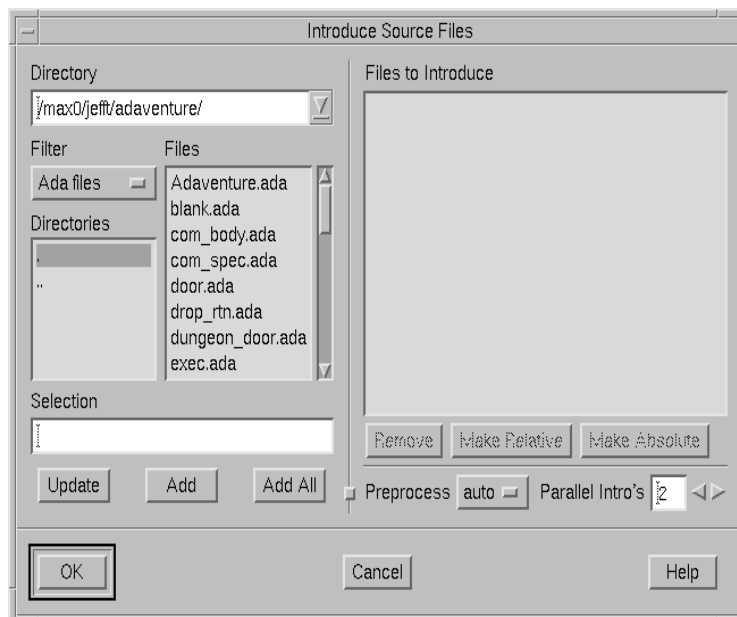 Introduce Source Files
Directory
/max0/jefft/adaventure/
Filter
Ada files
Directories
.
..
Files
Adaventure.ada
blank.ada
com_body.ada
com_spec.ada
door.ada
drop_rtn.ada
dungeon_door.ada
exec.ada
Selection
Update Add Add All
Files to Introduce
Remove Make Relative Make Absolute
Preprocess auto Parallel Intro's 2
OK Cancel Help